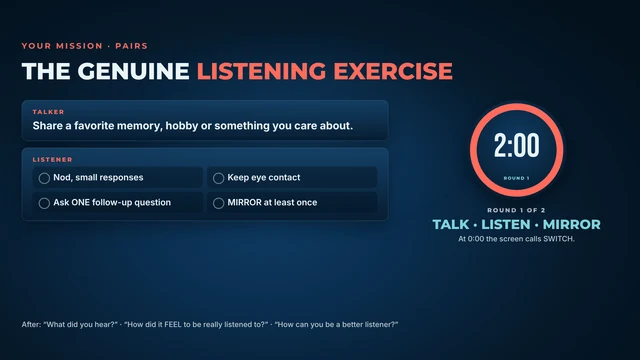 YOUR MISSION · PAIRS
THE GENUINE LISTENING EXERCISE
TALKER
Share a favorite memory, hobby or something you care about.
LISTENER
Nod, small responses
Keep eye contact
Ask ONE follow-up question
MIRROR at least once
2:00
ROUND 1
ROUND 1 OF 2
TALK · LISTEN · MIRROR
At 0:00 the screen calls SWITCH.
After: “What did you hear?” · “How did it FEEL to be really listened to?” · “How can you be a better listener?”